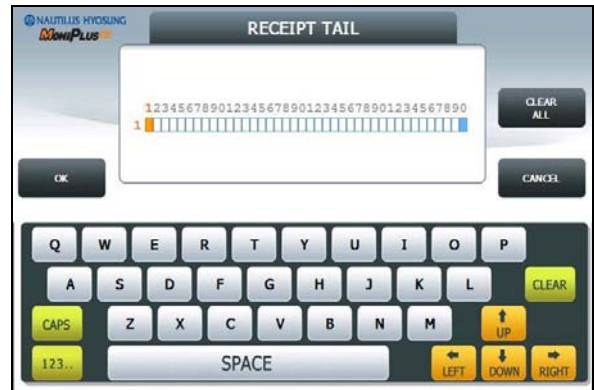 NAUTILUS HYOSUNG
MoniPlus
RECEIPT TAIL
1234567890123456789012345678901234567890
1
CLEAR
ALL
OK
CANCEL
Q W E R T Y U I O P
A S D F G H J K L CLEAR
CAPS Z X C V B N M UP
123.. SPACE LEFT DOWN RIGHT